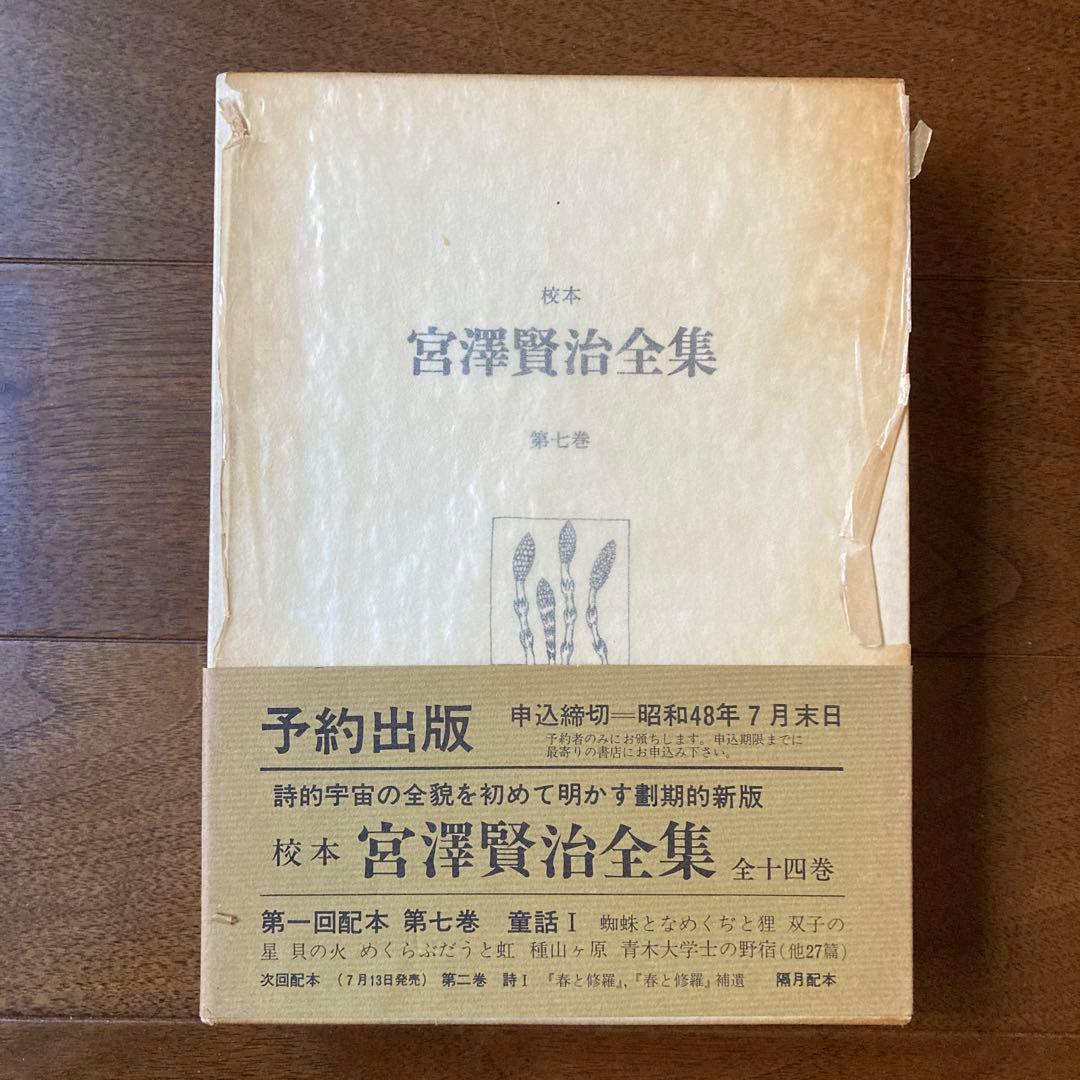 校本
宮澤賢治全集
第七巻
予約出版
申込締切＝昭和48年7月末日
予約者のみにお頒ちします。申込期限までに
最寄りの書店にお申込み下さい。
詩的宇宙の全貌を初めて明かす劃期的新版
校本 宮澤賢治全集 全十四巻
第一回配本 第七巻 童話Ⅰ 蜘蛛となめくぢと狸 双子の
星 貝の火 めくらぶだうと虹 種山ヶ原 青木大学士の野宿(他27篇)
次回配本 (7月13日発売) 第二巻 詩Ⅰ 『春と修羅』,『春と修羅』補遺 隔月配本